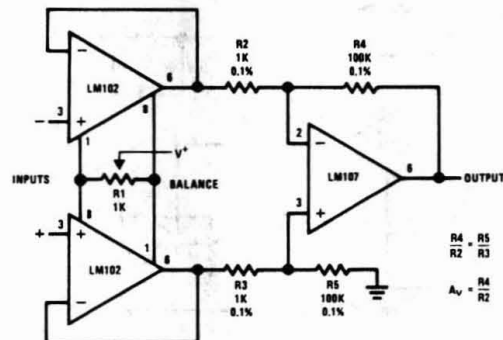 6
−
LM102
3
−
+
1
8
R2
1K
0.1%
R4
100K
0.1%
2
−
LM107
6
OUTPUT
3
+
V+
INPUTS
R1
1K
BALANCE
8
1
+
3
+
LM102
6
−
R3
1K
0.1%
R5
100K
0.1%
R4/R2 = R5/R3
AV = R4/R2